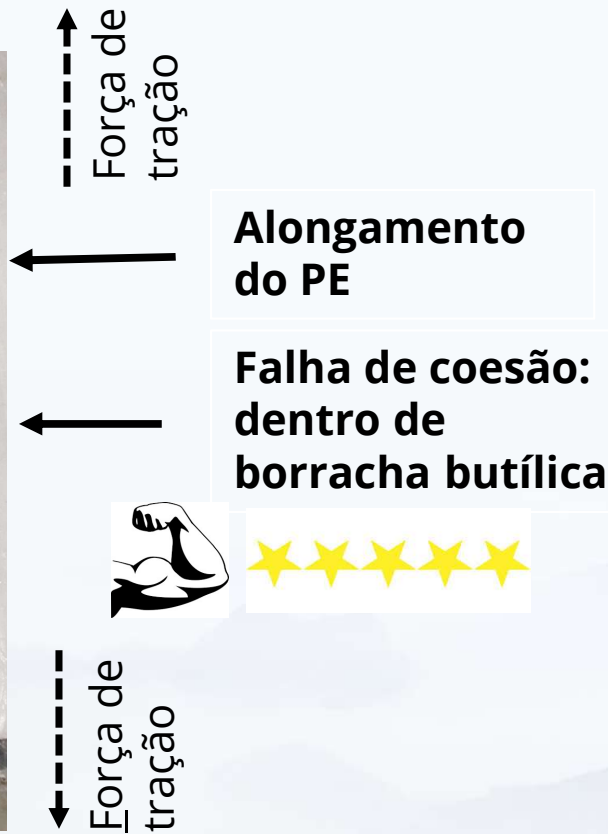 Força de
tração
Alongamento
do PE
Falha de coesão:
dentro de
borracha butílica
Força de
tração